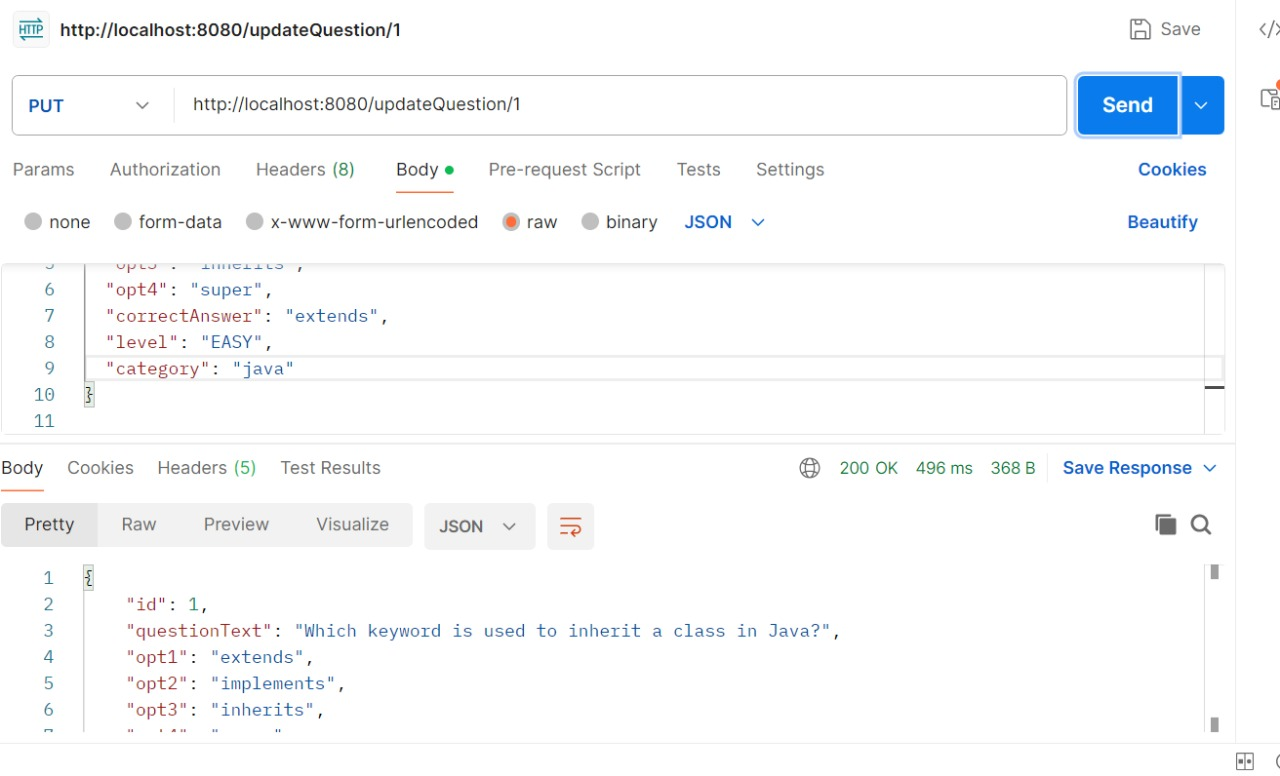 HTTP http://localhost:8080/updateQuestion/1 Save </>
PUT http://localhost:8080/updateQuestion/1 Send
Params Authorization Headers (8) Body Pre-request Script Tests Settings Cookies
none form-data x-www-form-urlencoded raw binary JSON Beautify
5 "opt3": "inherits",
6 "opt4": "super",
7 "correctAnswer": "extends",
8 "level": "EASY",
9 "category": "java"
10 }
11
Body Cookies Headers (5) Test Results 200 OK 496 ms 368 B Save Response
Pretty Raw Preview Visualize JSON
1 {
2 "id": 1,
3 "questionText": "Which keyword is used to inherit a class in Java?",
4 "opt1": "extends",
5 "opt2": "implements",
6 "opt3": "inherits",